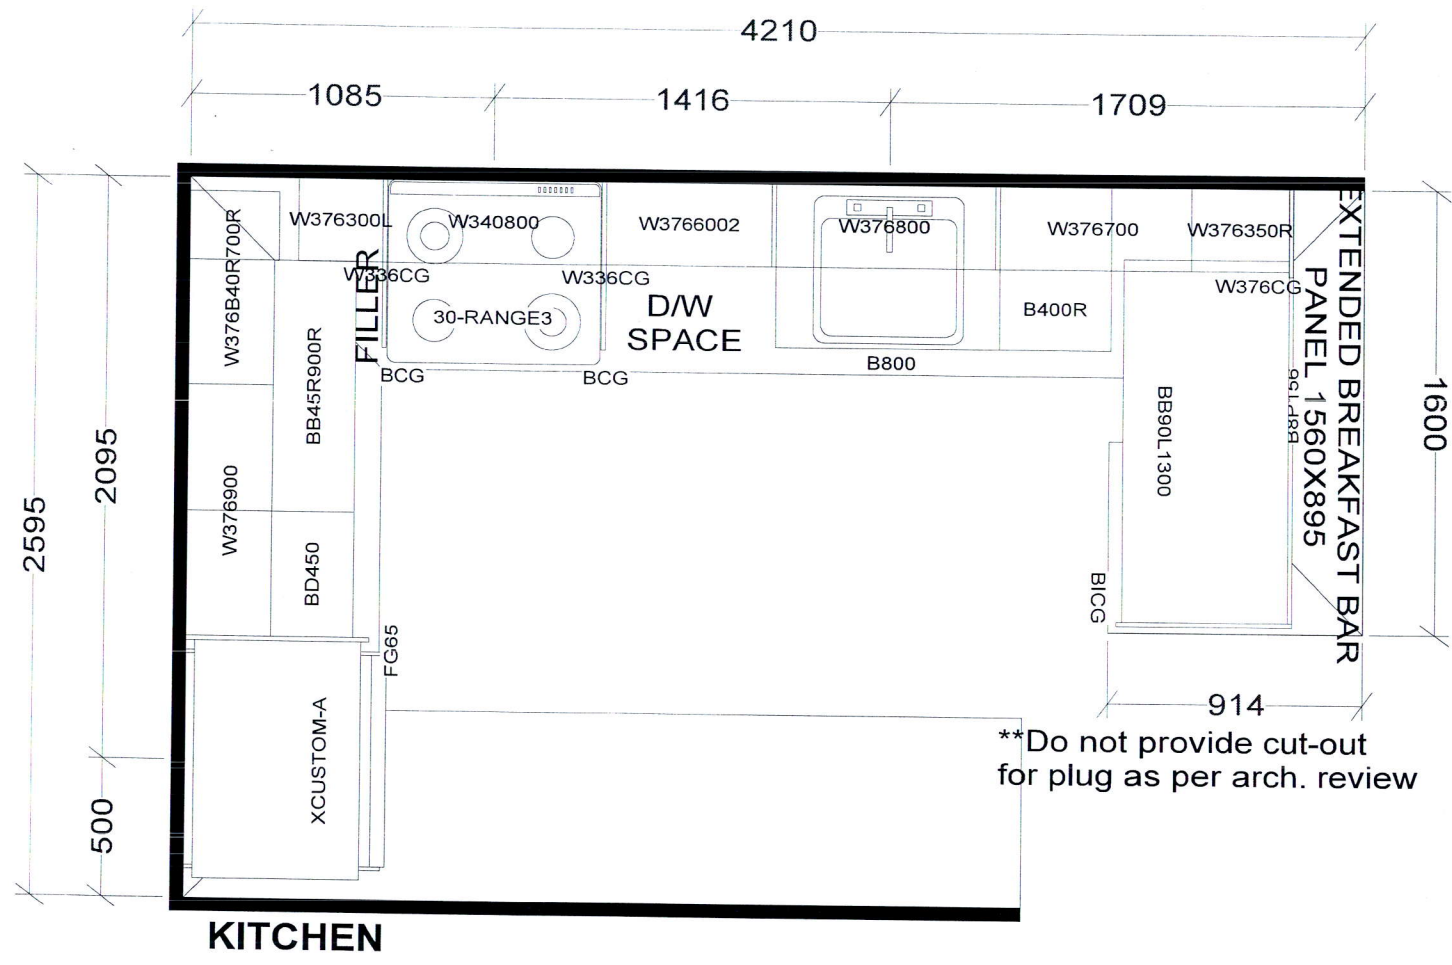 4210
1085
1416
1709
W376300L
W340800
W3766002
W376800
W376700
W376350R
W376B40R700R
FILLER
W336CG
W336CG
W376CG
30-RANGE3
D/W
SPACE
B400R
B800
BCG
BCG
BB45R900R
W376900
BD450
FG65
XCUSTOM-A
BB90L1300
BICG
BBP156
EXTENDED BREAKFAST BAR
PANEL 1560X895
2595
2095
500
1600
914
**Do not provide cut-out
for plug as per arch. review
KITCHEN